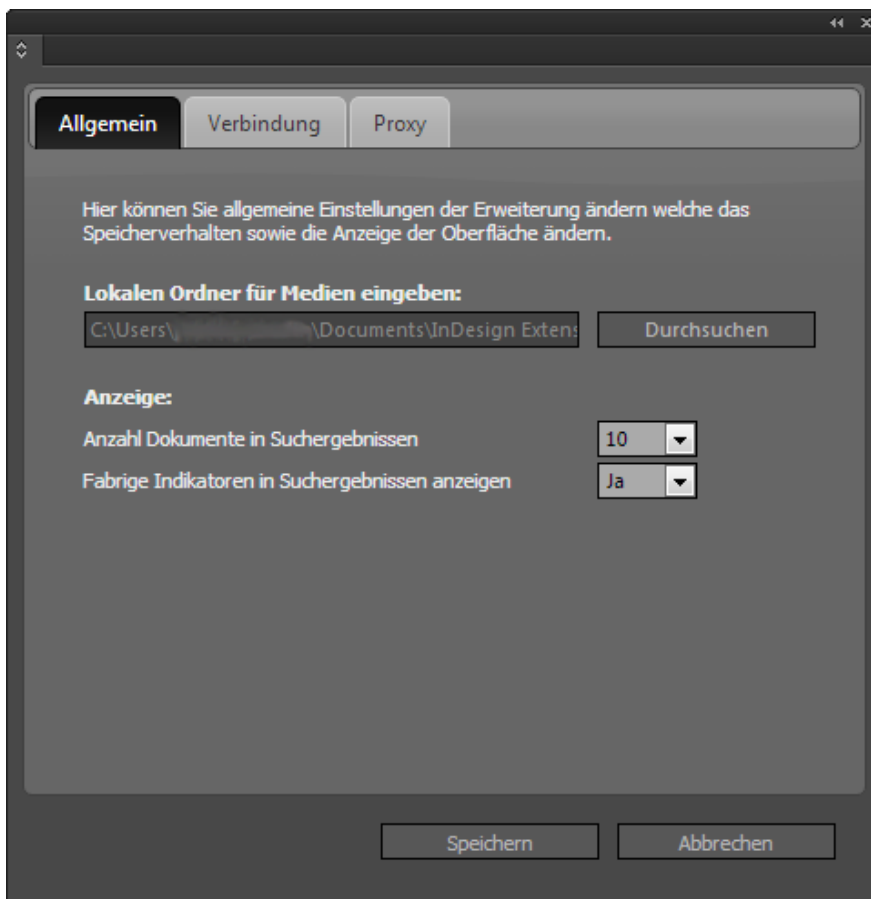 Allgemein Verbindung Proxy
Hier können Sie allgemeine Einstellungen der Erweiterung ändern welche das
Speicherverhalten sowie die Anzeige der Oberfläche ändern.
Lokalen Ordner für Medien eingeben:
C:\Users\ \Documents\InDesign Extens Durchsuchen
Anzeige:
Anzahl Dokumente in Suchergebnissen 10
Fabrige Indikatoren in Suchergebnissen anzeigen Ja
Speichern Abbrechen